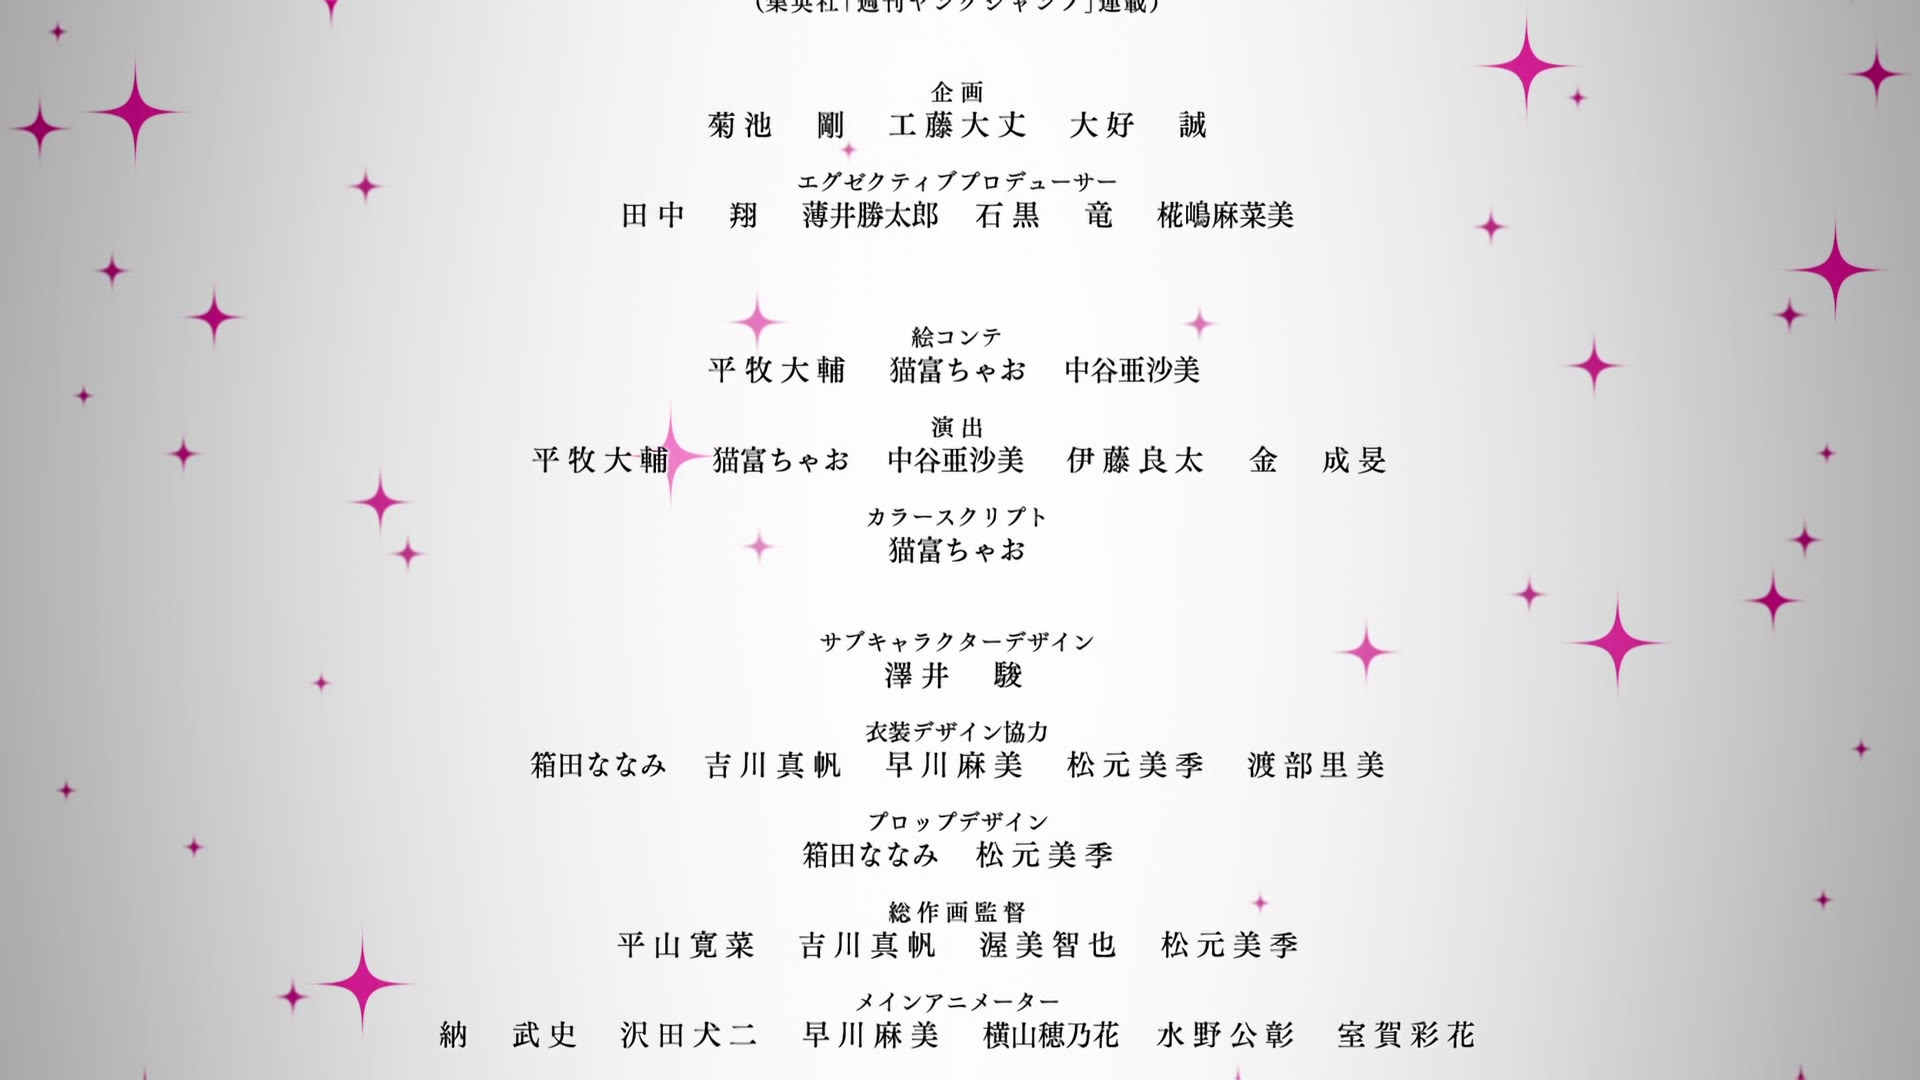 (集英社「週刊ヤングジャンプ」連載)
企画
菊池 剛 工藤大丈 大好 誠
エグゼクティブプロデューサー
田中 翔 薄井勝太郎 石黒 竜 椛嶋麻菜美
絵コンテ
平牧大輔 猫富ちゃお 中谷亜沙美
演出
平牧大輔 猫富ちゃお 中谷亜沙美 伊藤良太 金 成旻
カラースクリプト
猫富ちゃお
サブキャラクターデザイン
澤井 駿
衣装デザイン協力
箱田ななみ 吉川真帆 早川麻美 松元美季 渡部里美
プロップデザイン
箱田ななみ 松元美季
総作画監督
平山寛菜 吉川真帆 渥美智也 松元美季
メインアニメーター
納 武史 沢田犬二 早川麻美 横山穂乃花 水野公彰 室賀彩花